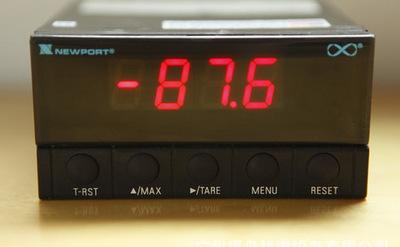 NEWPORT®
-87.6
T-RST ▲/MAX ►/TARE MENU RESET